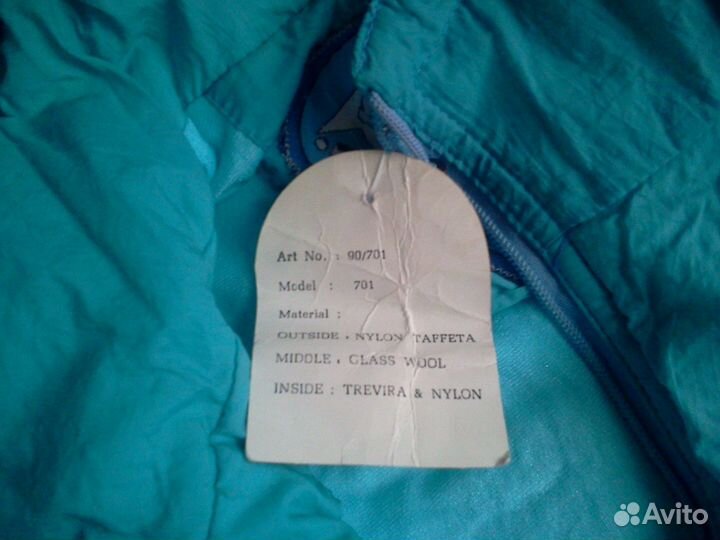 Art No. : 90/701
Model : 701
Material :
OUTSIDE : NYLON TAFFETA
MIDDLE : GLASS WOOL
INSIDE : TREVIRA & NYLON
Avito